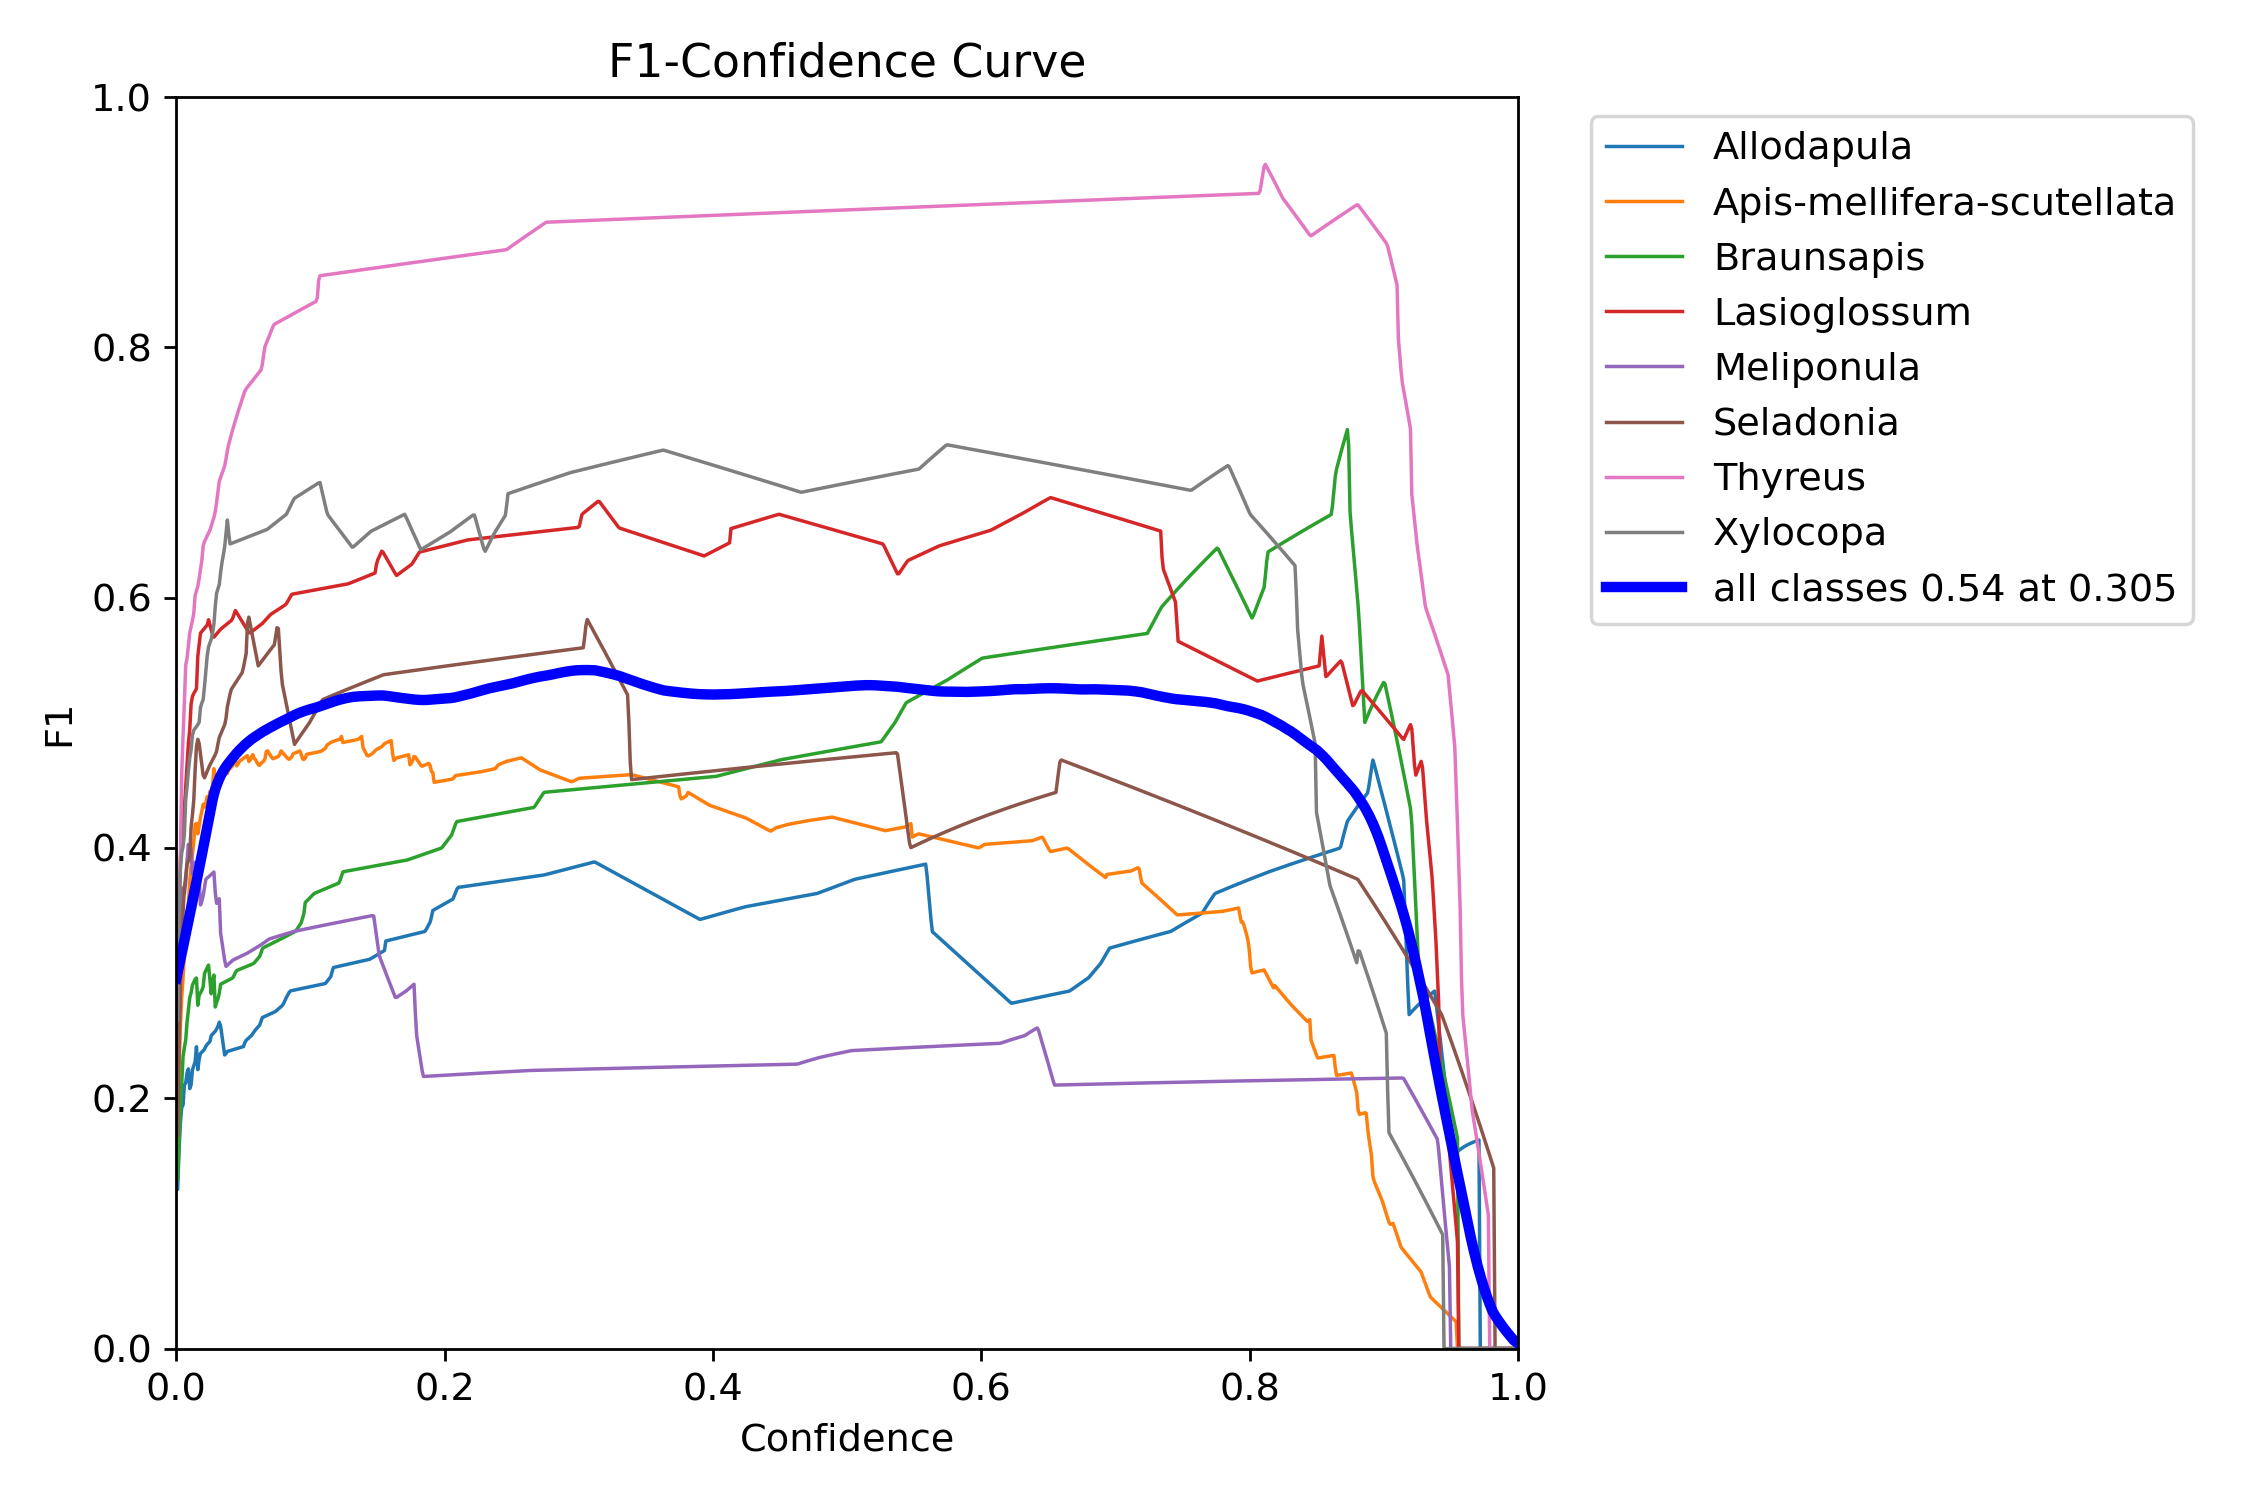 F1-Confidence Curve
1.0
0.8
0.6
0.4
0.2
0.0
F1
0.0 0.2 0.4 0.6 0.8 1.0
Confidence
Allodapula
Apis-mellifera-scutellata
Braunsapis
Lasioglossum
Meliponula
Seladonia
Thyreus
Xylocopa
all classes 0.54 at 0.305